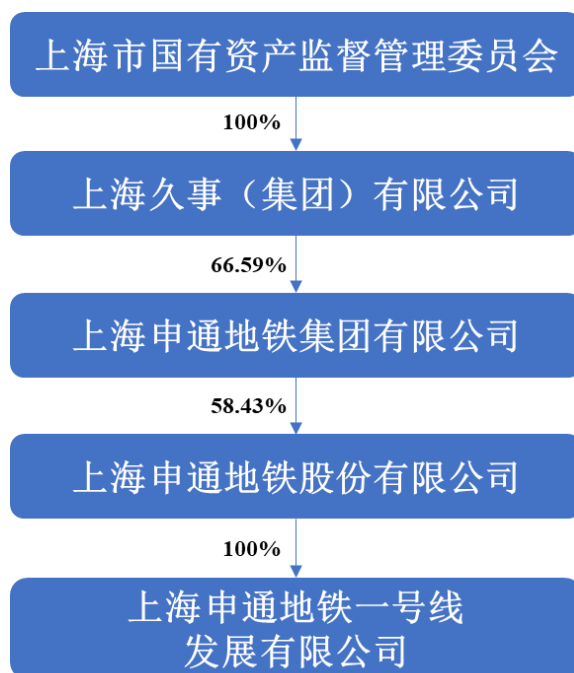 上海市国有资产监督管理委员会
100%
上海久事（集团）有限公司
66.59%
上海申通地铁集团有限公司
58.43%
上海申通地铁股份有限公司
100%
上海申通地铁一号线
发展有限公司